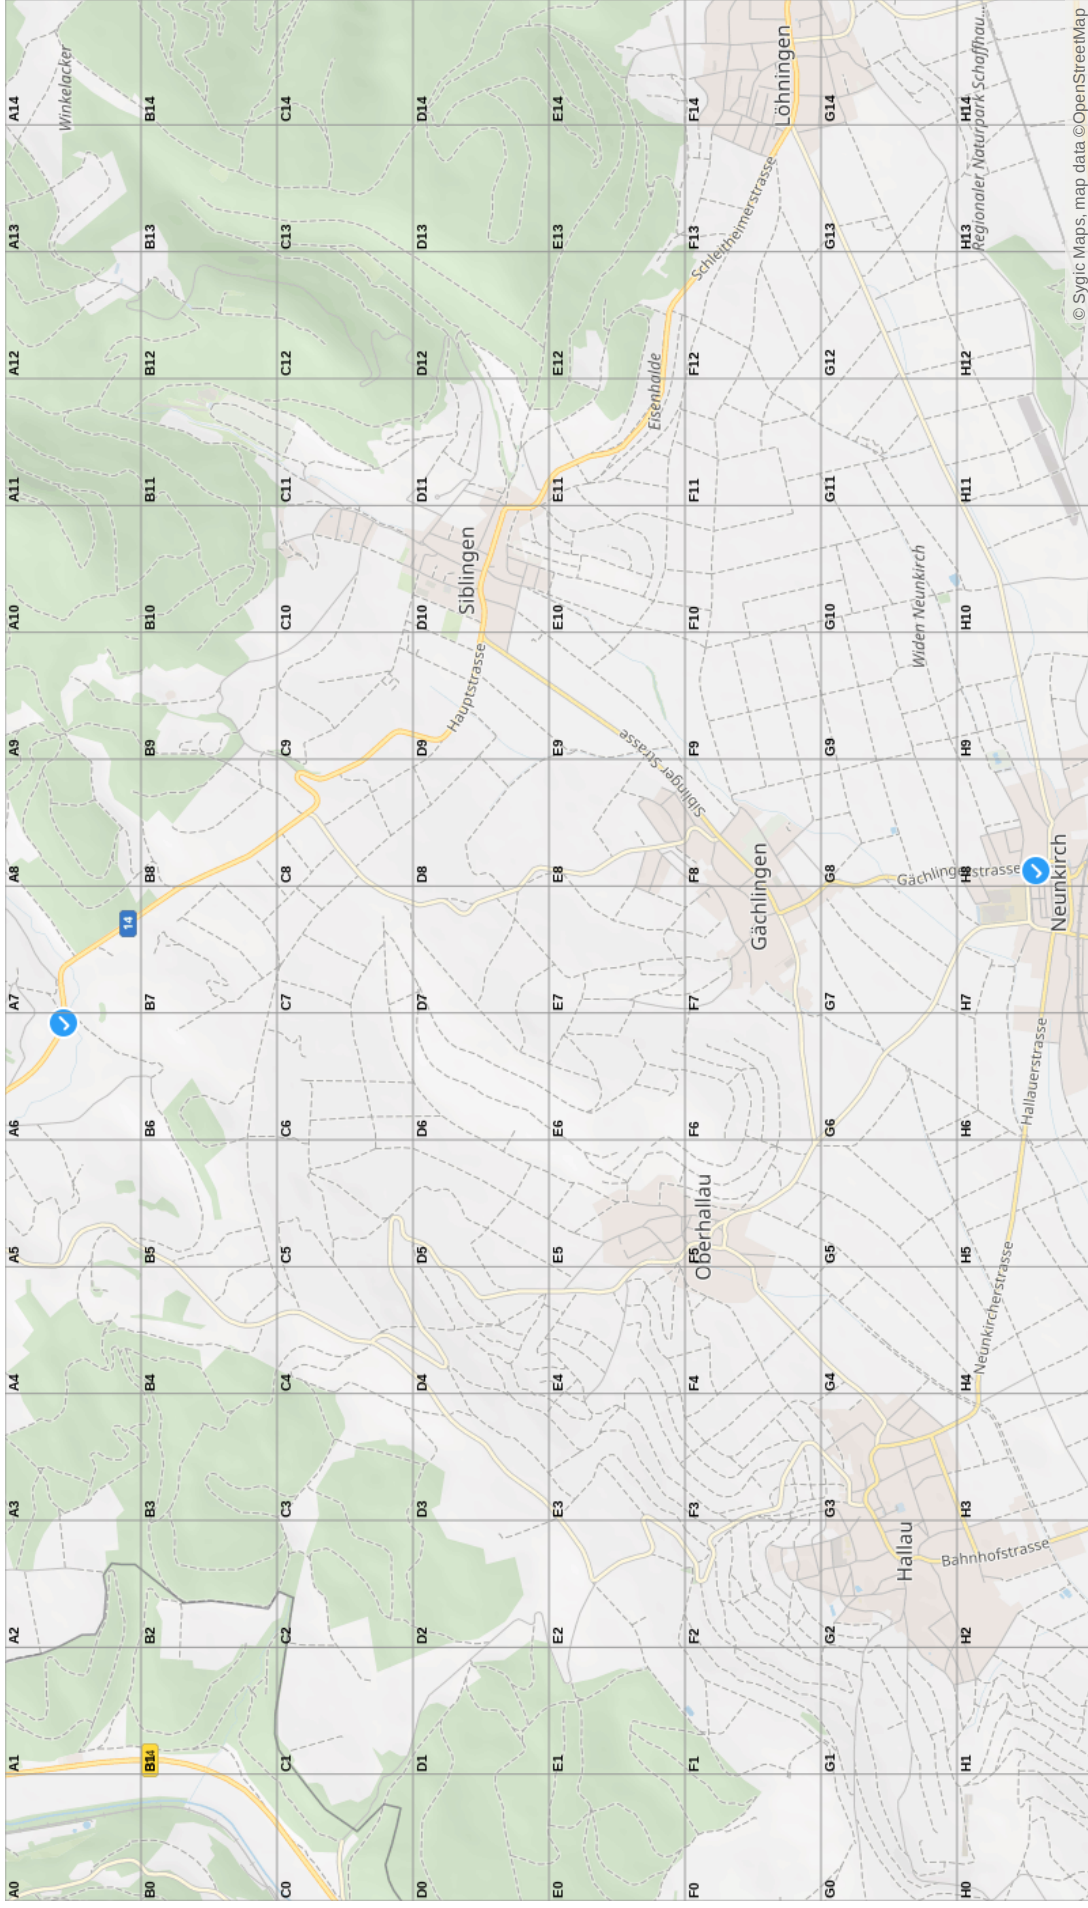 A0 A1 A2 A3 A4 A5 A6 A7 A8 A9 A10 A11 A12 A13 A14
Winkelacker
14
B0 B1 B2 B3 B4 B5 B6 B7 B8 B9 B10 B11 B12 B13 B14
C0 C1 C2 C3 C4 C5 C6 C7 C8 C9 C10 C11 C12 C13 C14
D0 D1 D2 D3 D4 D5 D6 D7 D8 D9 D10 D11 D12 D13 D14
Hauptstrasse
Siblingen
E0 E1 E2 E3 E4 E5 E6 E7 E8 E9 E10 E11 E12 E13 E14
Siblinger Strasse
Eisenhalde
F0 F1 F2 F3 F4 F5 F6 F7 F8 F9 F10 F11 F12 F13 F14
Oberhallau
Schleitheimerstrasse
Gächlingen
Löhningen
G0 G1 G2 G3 G4 G5 G6 G7 G8 G9 G10 G11 G12 G13 G14
Hallau
Widen Neunkirch
Gächlingerstrasse
H0 H1 H2 H3 H4 H5 H6 H7 H8 H9 H10 H11 H12 H13 H14
Regionaler Naturpark Schaffhau...
Bahnhofstrasse
Neunkircherstrasse
Hallauerstrasse
Neunkirch
© Sygic Maps, map data ©OpenStreetMap